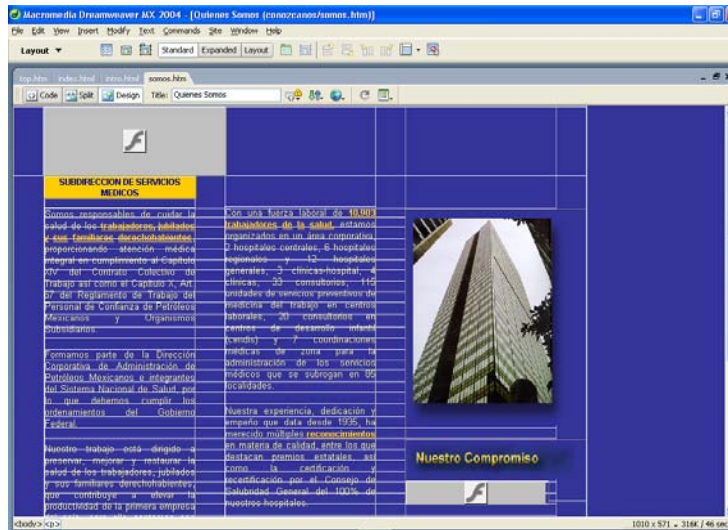 Macromedia Dreamweaver MX 2004 - [Quienes Somos (conozcanos/somos.htm)]
File Edit View Insert Modify Text Commands Site Window Help
Layout Standard Expanded Layout
top.htm index.html intro.html somos.htm
Code Split Design Title: Quienes Somos
SUBDIRECCION DE SERVICIOS
MEDICOS
Somos responsables de cuidar la
salud de los trabajadores, jubilados
y sus familiares derechohabientes,
proporcionando atención médica
integral en cumplimiento al Capítulo
XIV del Contrato Colectivo de
Trabajo así como el Capítulo X, Art.
57 del Reglamento de Trabajo del
Personal de Confianza de Petróleos
Mexicanos y Organismos
Subsidiarios.
Formamos parte de la Dirección
Corporativa de Administración de
Petróleos Mexicanos e integrantes
del Sistema Nacional de Salud, por
lo que debemos cumplir los
ordenamientos del Gobierno
Federal.
Nuestro trabajo está dirigido a
preservar, mejorar y restaurar la
salud de los trabajadores, jubilados
y sus familiares derechohabientes,
que contribuye a elevar la
productividad de la primera empresa
Con una fuerza laboral de 10,903
trabajadores de la salud, estamos
organizados en un área corporativa,
2 hospitales centrales, 6 hospitales
regionales y 12 hospitales
generales, 3 clínicas-hospital, 4
clínicas, 33 consultorios, 115
unidades de servicios preventivos de
medicina del trabajo en centros
laborales, 20 consultorios en
centros de desarrollo infantil
(cendis) y 7 coordinaciones
médicas de zona para la
administración de los servicios
médicos que se subrogan en 85
localidades.
Nuestra experiencia, dedicación y
empeño que data desde 1935, ha
merecido múltiples reconocimientos
en materia de calidad, entre los que
destacan premios estatales, así
como la certificación y
recertificación por el Consejo de
Salubridad General del 100% de
nuestros hospitales.
Nuestro Compromiso
<body> <p> 1010 x 571 316K / 46 sec